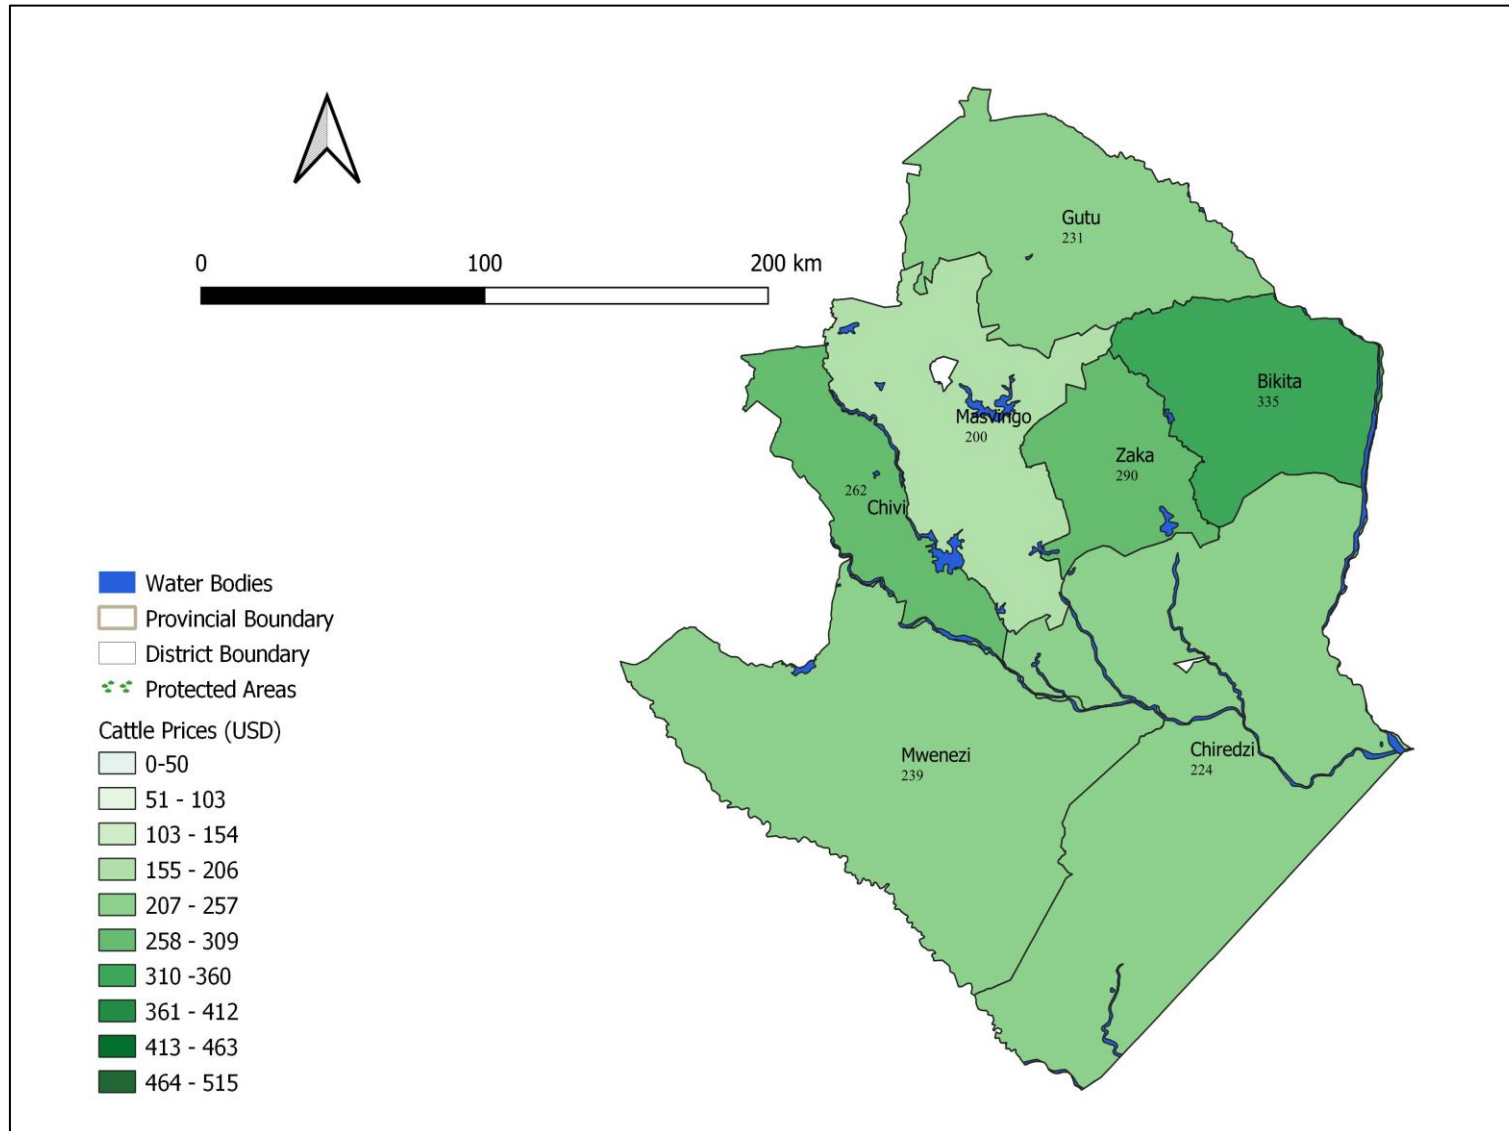 Gutu
231
0 100 200 km
Bikita
335
Masvingo
200
Zaka
290
262
Chivi
Water Bodies
Provincial Boundary
District Boundary
Protected Areas
Cattle Prices (USD)
0-50
51 - 103
103 - 154
155 - 206
207 - 257
258 - 309
310 -360
361 - 412
413 - 463
464 - 515
Mwenezi
239
Chiredzi
224